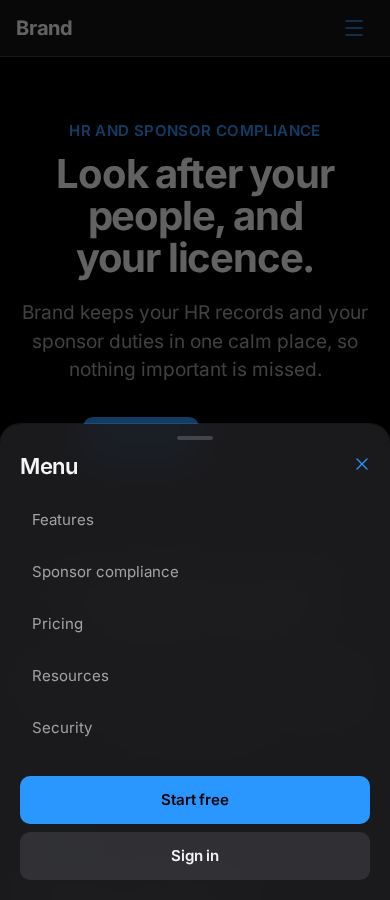 Brand
HR AND SPONSOR COMPLIANCE
Look after your
people, and
your licence.
Brand keeps your HR records and your
sponsor duties in one calm place, so
nothing important is missed.
Menu
Features
Sponsor compliance
Pricing
Resources
Security
Start free
Sign in